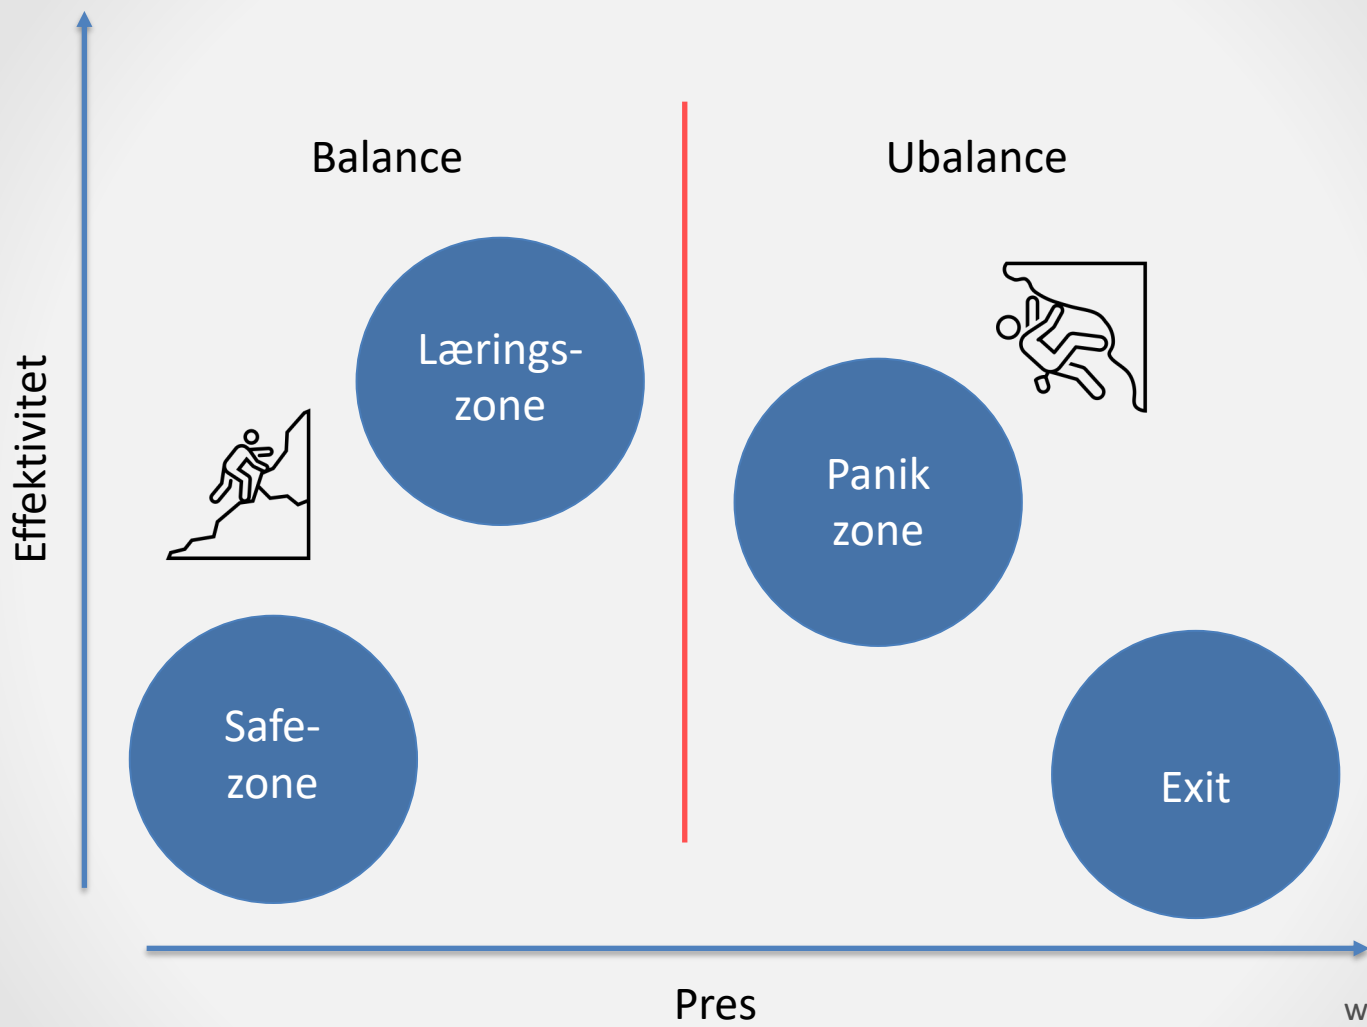 Balance
Ubalance
Lærings-
zone
Effektivitet
Panik
zone
Safe-
zone
Exit
Pres
w